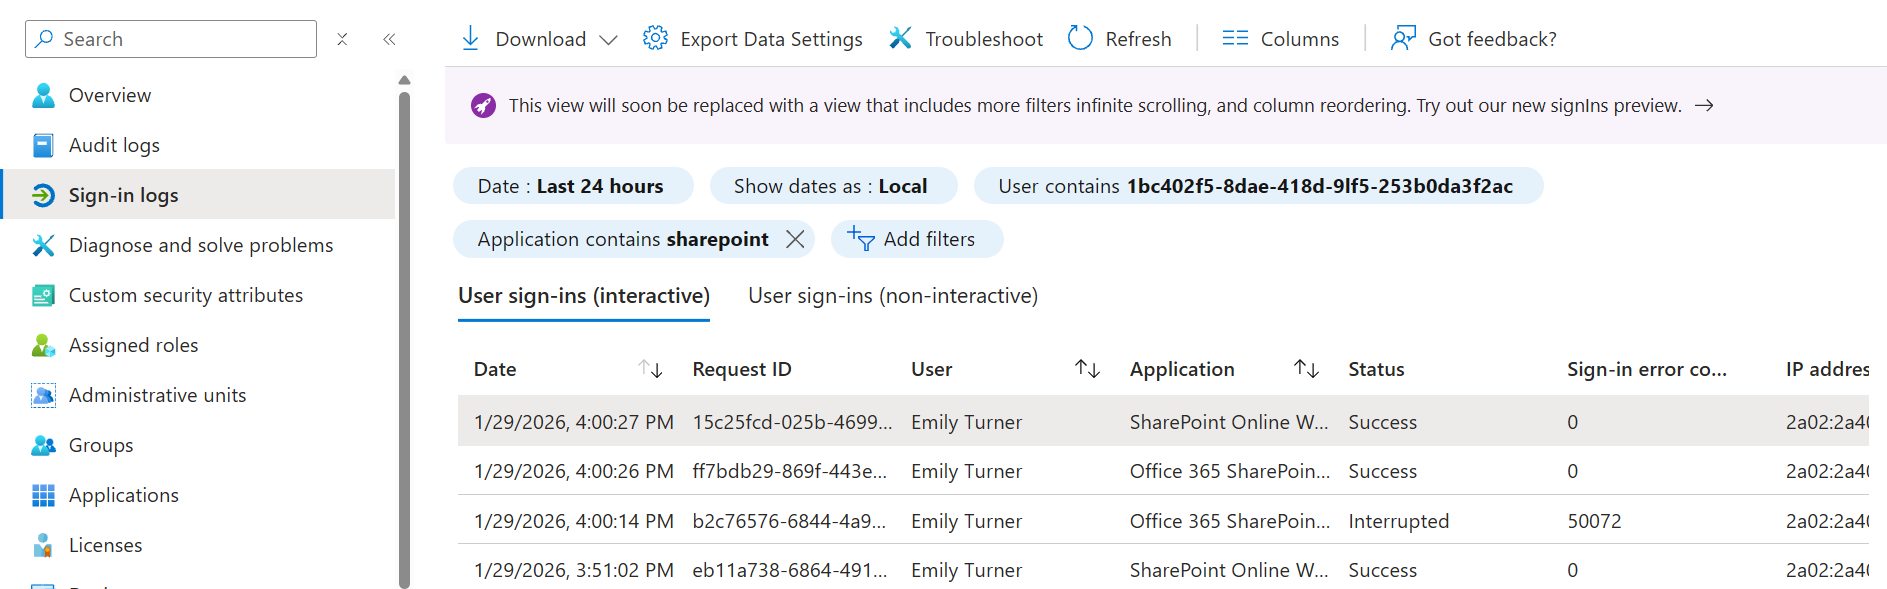 Search
Overview
Audit logs
Sign-in logs
Diagnose and solve problems
Custom security attributes
Assigned roles
Administrative units
Groups
Applications
Licenses
Download Export Data Settings Troubleshoot Refresh Columns Got feedback?
This view will soon be replaced with a view that includes more filters infinite scrolling, and column reordering. Try out our new signIns preview. →
Date : Last 24 hours Show dates as : Local User contains 1bc402f5-8dae-418d-9lf5-253b0da3f2ac
Application contains sharepoint Add filters
User sign-ins (interactive) User sign-ins (non-interactive)
Date Request ID User Application Status Sign-in error co... IP addres
1/29/2026, 4:00:27 PM 15c25fcd-025b-4699... Emily Turner SharePoint Online W... Success 0 2a02:2a40
1/29/2026, 4:00:26 PM ff7bdb29-869f-443e... Emily Turner Office 365 SharePoin... Success 0 2a02:2a40
1/29/2026, 4:00:14 PM b2c76576-6844-4a9... Emily Turner Office 365 SharePoin... Interrupted 50072 2a02:2a40
1/29/2026, 3:51:02 PM eb11a738-6864-491... Emily Turner SharePoint Online W... Success 0 2a02:2a40